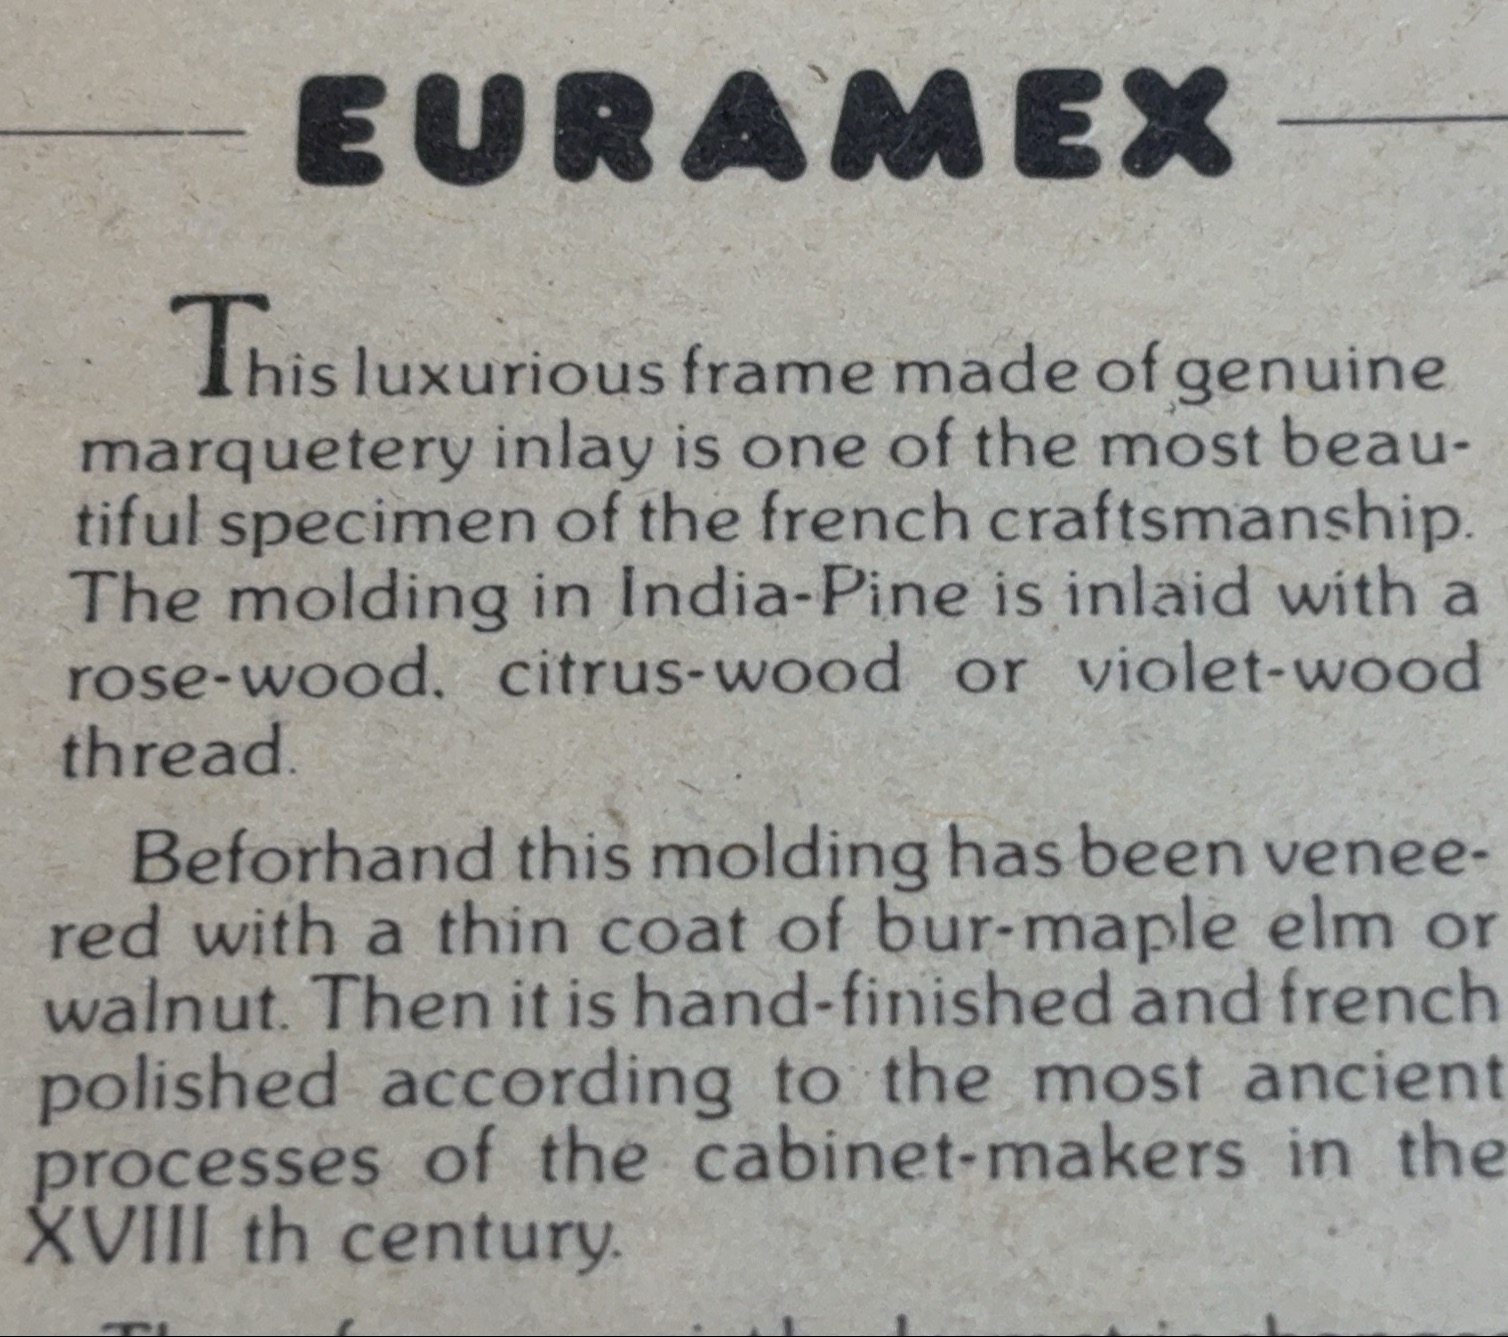 EURAMEX
This luxurious frame made of genuine
marquetery inlay is one of the most beau-
tiful specimen of the french craftsmanship.
The molding in India-Pine is inlaid with a
rose-wood. citrus-wood or violet-wood
thread.
Beforhand this molding has been venee-
red with a thin coat of bur-maple elm or
walnut. Then it is hand-finished and french
polished according to the most ancient
processes of the cabinet-makers in the
XVIII th century.